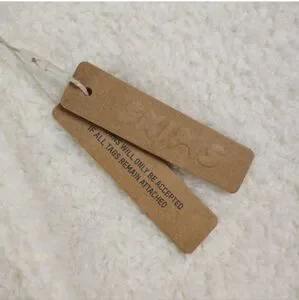 WILL ONLY BE ACCEPTED
IF ALL TAGS REMAIN ATTACHED